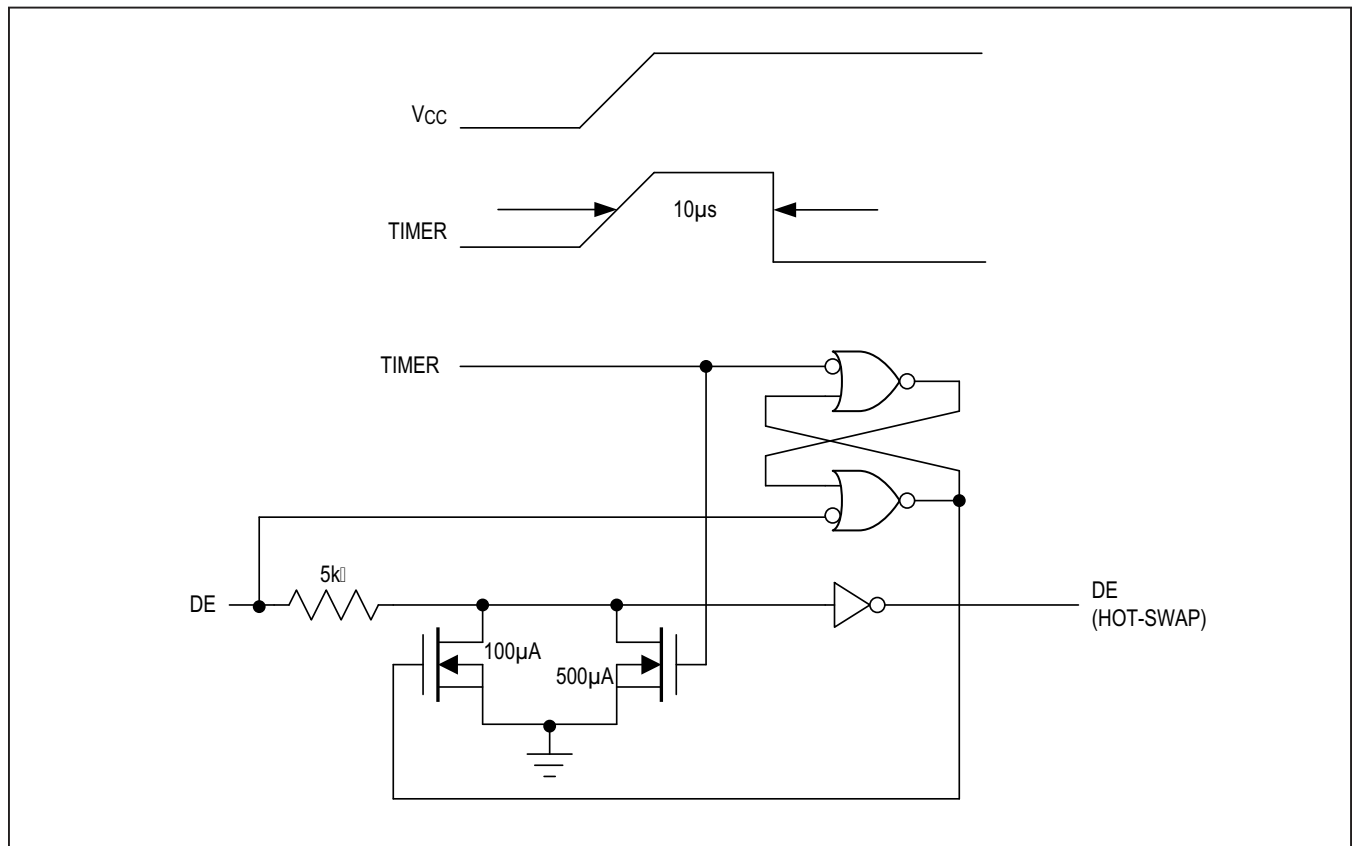 VCC
10µs
TIMER
TIMER
5k▯
DE
100µA
500µA
DE
(HOT-SWAP)